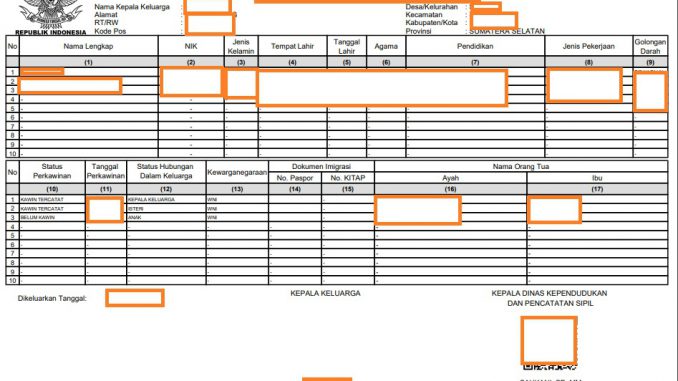 Nama Kepala Keluarga :
Alamat :
RT/RW :
Kode Pos :
REPUBLIK INDONESIA
Desa/Kelurahan :
Kecamatan :
Kabupaten/Kota :
Provinsi : SUMATERA SELATAN
No Nama Lengkap NIK Jenis Kelamin Tempat Lahir Tanggal Lahir Agama Pendidikan Jenis Pekerjaan Golongan Darah
(1) (2) (3) (4) (5) (6) (7) (8) (9)
1
2
3
4 - -
5 - - - - - - - - -
6 - - - - - - - - -
7 - - - - - - - - -
8 - - - - - - - - -
9 - - - - - - - - -
10 - - - - - - - - -
No Status Perkawinan Tanggal Perkawinan Status Hubungan Dalam Keluarga Kewarganegaraan Dokumen Imigrasi Nama Orang Tua
No. Paspor No. KITAP Ayah Ibu
(10) (11) (12) (13) (14) (15) (16) (17)
1 KAWIN TERCATAT KEPALA KELUARGA WNI - -
2 KAWIN TERCATAT ISTERI WNI - -
3 BELUM KAWIN ANAK WNI - -
4 - - - - - - - -
5 - - - - - - - -
6 - - - - - - - -
7 - - - - - - - -
8 - - - - - - - -
9 - - - - - - - -
10 - - - - - - - -
Dikeluarkan Tanggal :
KEPALA KELUARGA
KEPALA DINAS KEPENDUDUKAN
DAN PENCATATAN SIPIL